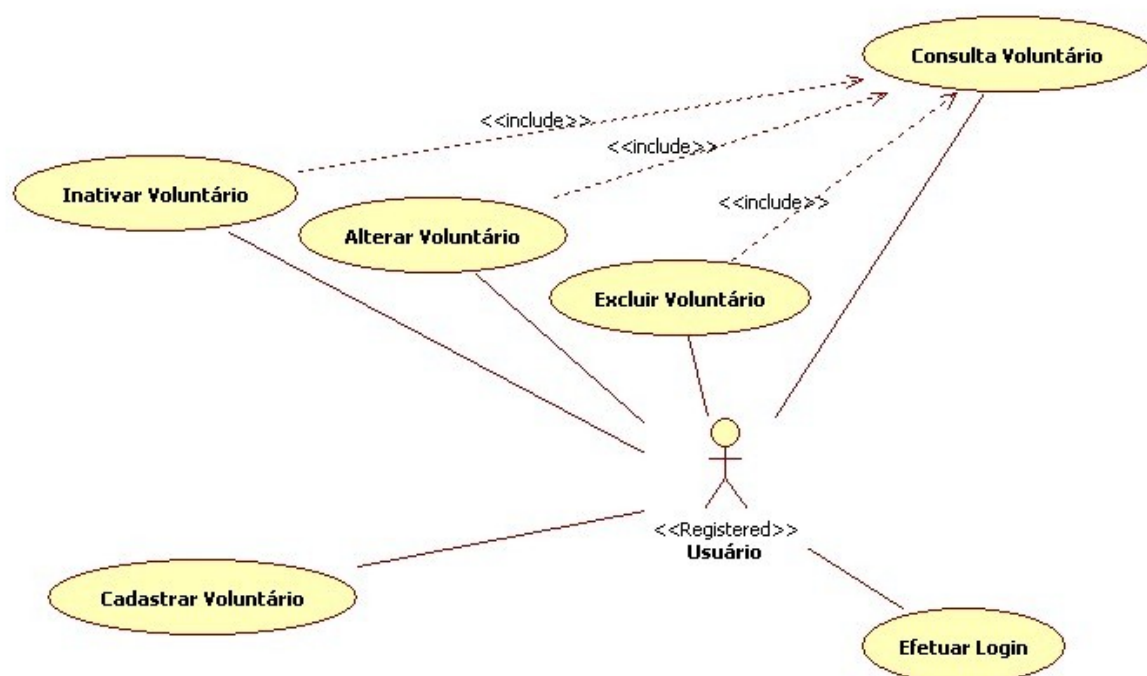 Consulta Voluntário
<<include>>
<<include>>
Inativar Voluntário
<<include>>
Alterar Voluntário
Excluir Voluntário
<<Registered>>
Usuário
Cadastrar Voluntário
Efetuar Login